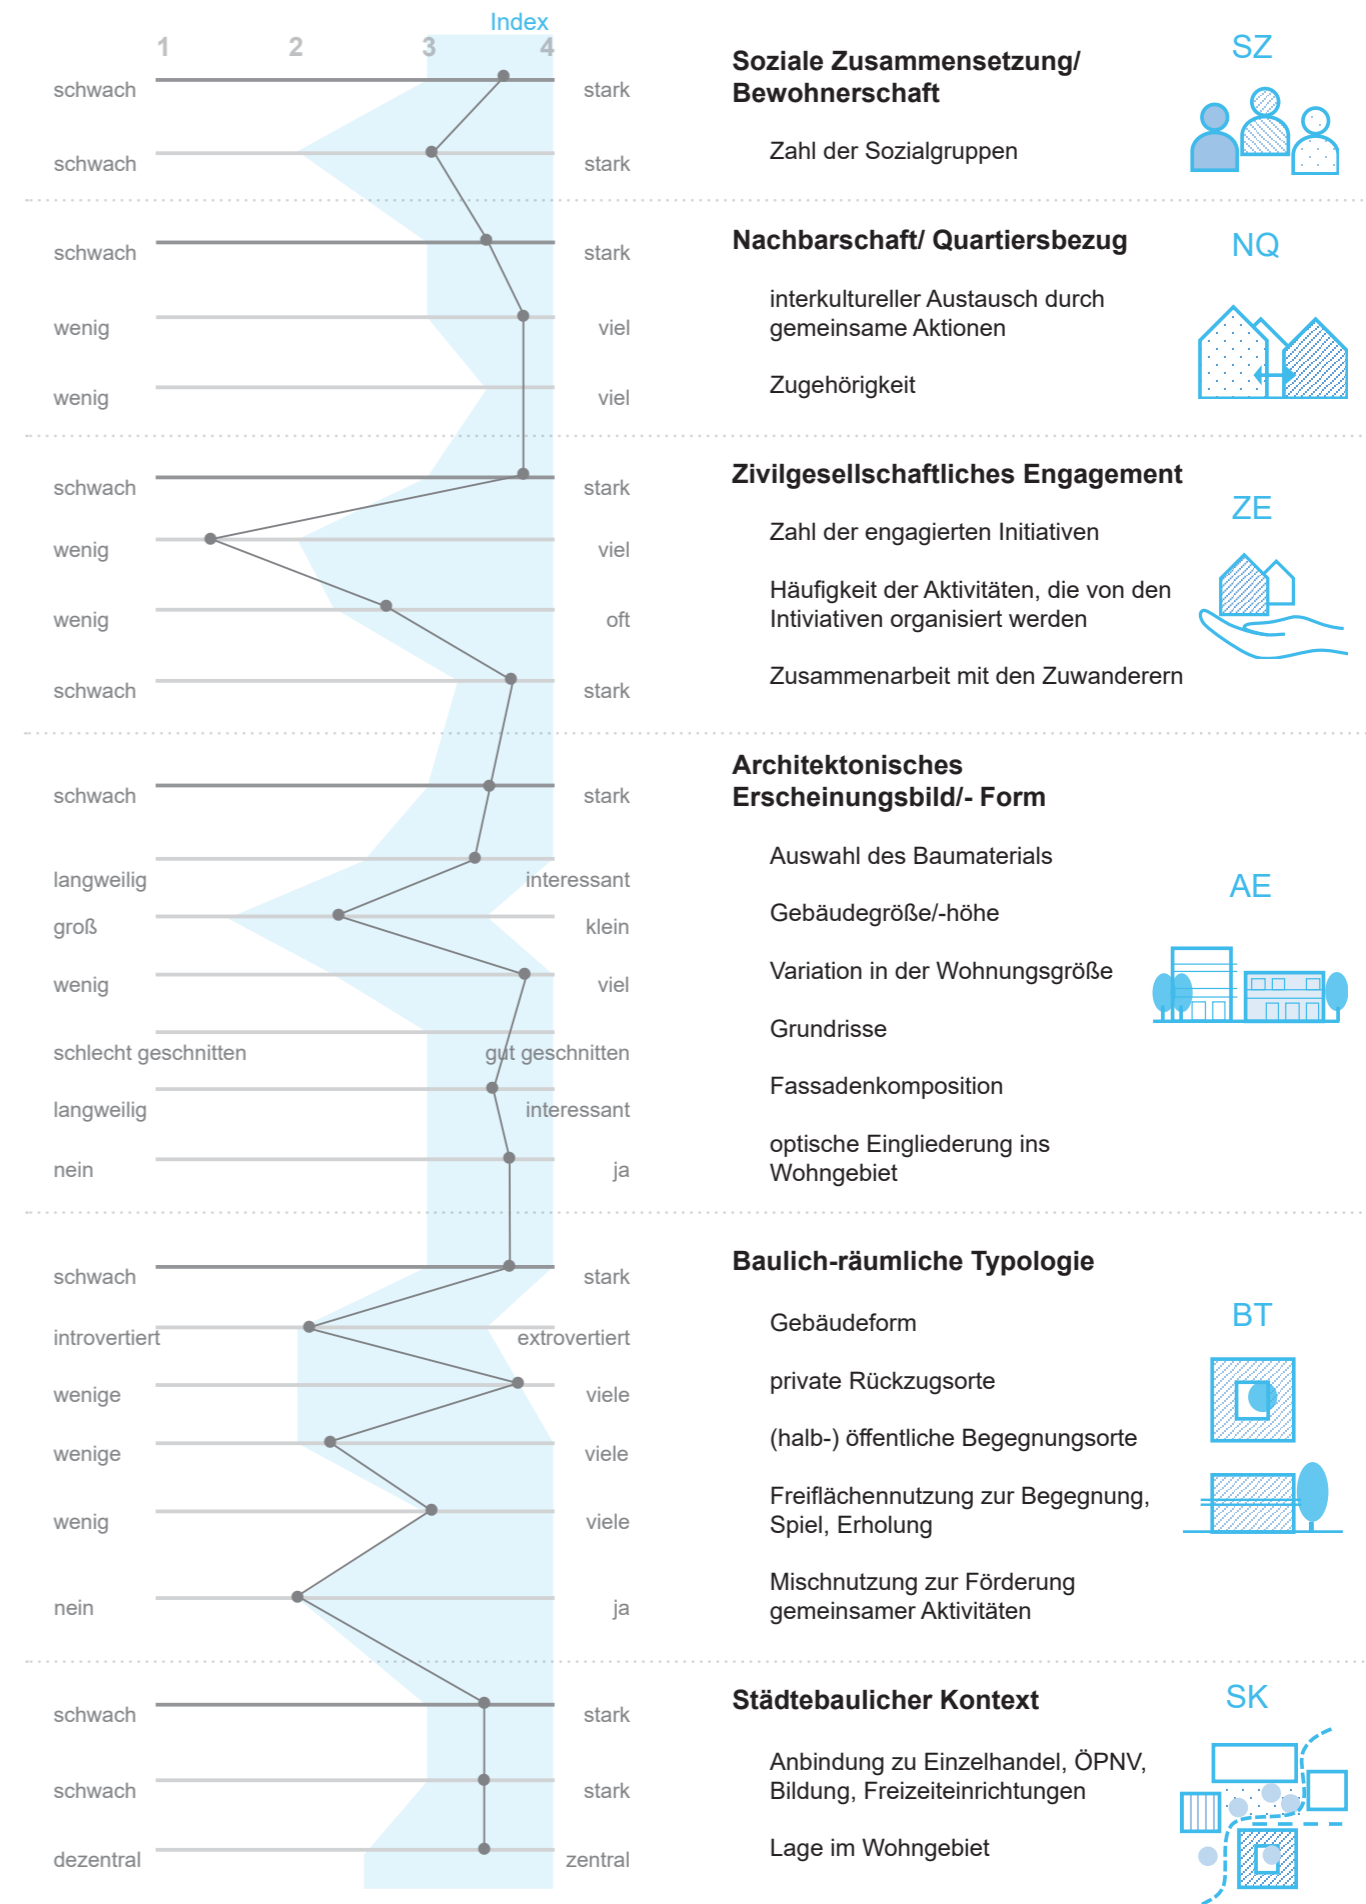 Index
1 2 3 4
schwach stark
Soziale Zusammensetzung/
Bewohnerschaft
SZ
schwach stark
Zahl der Sozialgruppen
schwach stark
Nachbarschaft/ Quartiersbezug
NQ
wenig viel
interkultureller Austausch durch
gemeinsame Aktionen
wenig viel
Zugehörigkeit
schwach stark
Zivilgesellschaftliches Engagement
ZE
wenig viel
Zahl der engagierten Initiativen
wenig oft
Häufigkeit der Aktivitäten, die von den
Intiviativen organisiert werden
schwach stark
Zusammenarbeit mit den Zuwanderern
schwach stark
Architektonisches
Erscheinungsbild/- Form
AE
langweilig interessant
Auswahl des Baumaterials
groß klein
Gebäudegröße/-höhe
wenig viel
Variation in der Wohnungsgröße
schlecht geschnitten gut geschnitten
Grundrisse
langweilig interessant
Fassadenkomposition
nein ja
optische Eingliederung ins
Wohngebiet
schwach stark
Baulich-räumliche Typologie
BT
introvertiert extrovertiert
Gebäudeform
wenige viele
private Rückzugsorte
wenige viele
(halb-) öffentliche Begegnungsorte
wenig viele
Freiflächennutzung zur Begegnung,
Spiel, Erholung
nein ja
Mischnutzung zur Förderung
gemeinsamer Aktivitäten
schwach stark
Städtebaulicher Kontext
SK
schwach stark
Anbindung zu Einzelhandel, ÖPNV,
Bildung, Freizeiteinrichtungen
dezentral zentral
Lage im Wohngebiet